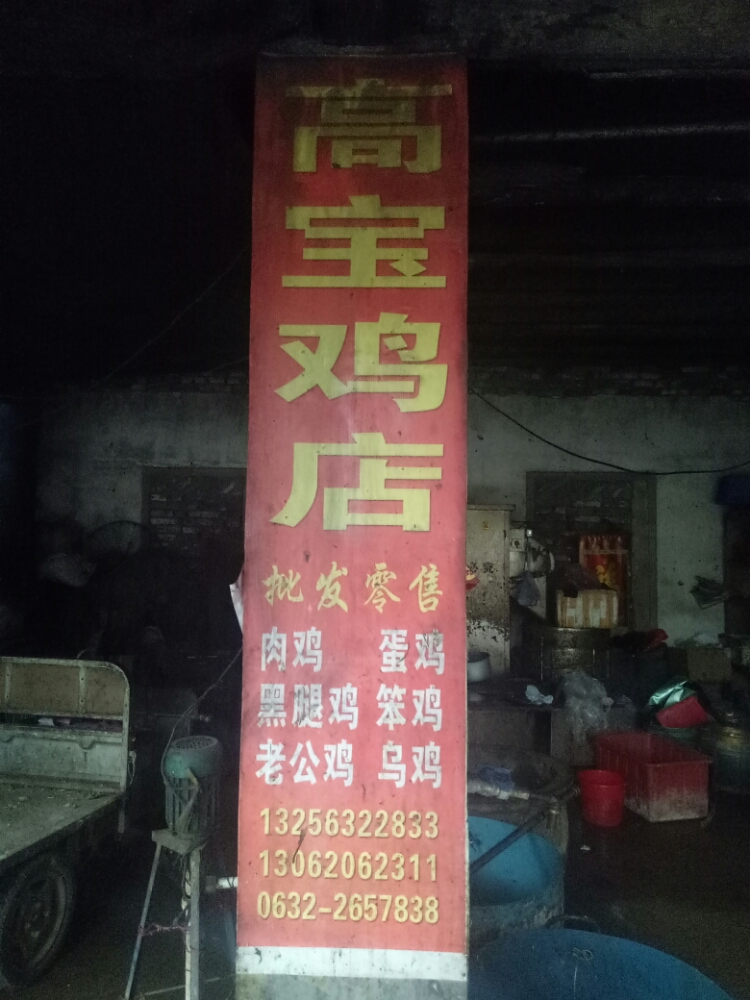 高宝鸡店
批发零售
肉鸡 蛋鸡
黑腿鸡 笨鸡
老公鸡 乌鸡
13256322833
13062062311
0632-2657838